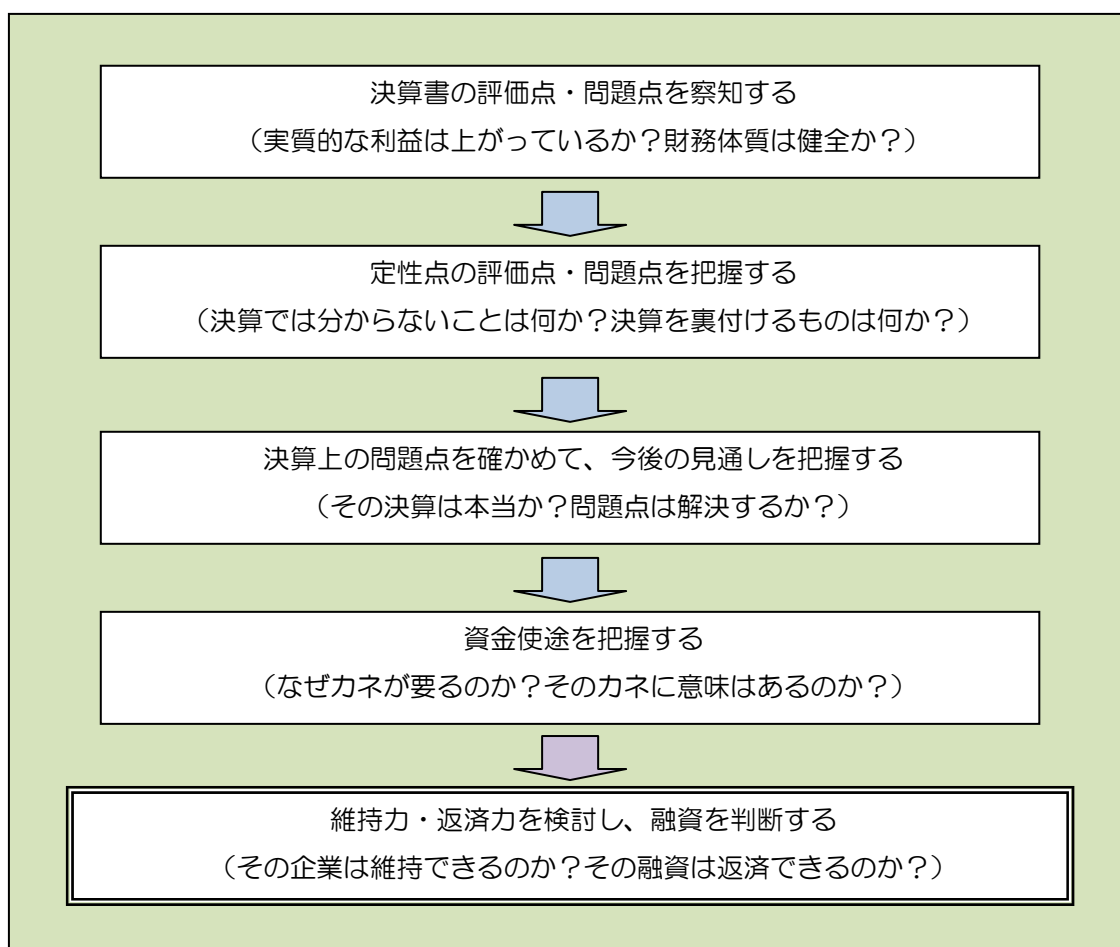 決算書の評価点・問題点を察知する
（実質的な利益は上がっているか？財務体質は健全か？）
定性点の評価点・問題点を把握する
（決算では分からないことは何か？決算を裏付けるものは何か？）
決算上の問題点を確かめて、今後の見通しを把握する
（その決算は本当か？問題点は解決するか？）
資金使途を把握する
（なぜカネが要るのか？そのカネに意味はあるのか？）
維持力・返済力を検討し、融資を判断する
（その企業は維持できるのか？その融資は返済できるのか？）